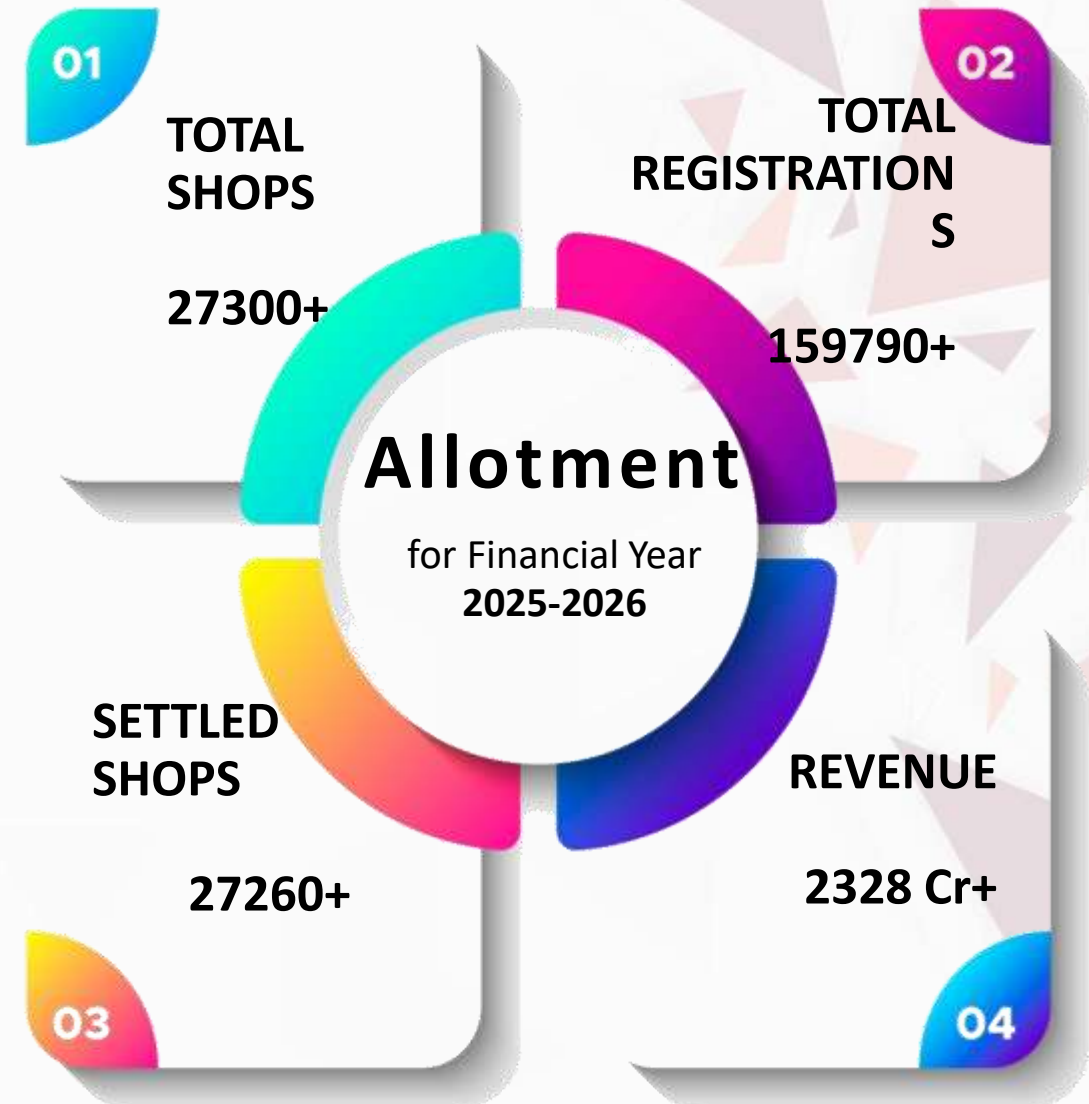 01
TOTAL
SHOPS
27300+
02
TOTAL
REGISTRATION
S
159790+
Allotment
for Financial Year
2025-2026
SETTLED
SHOPS
27260+
03
REVENUE
2328 Cr+
04